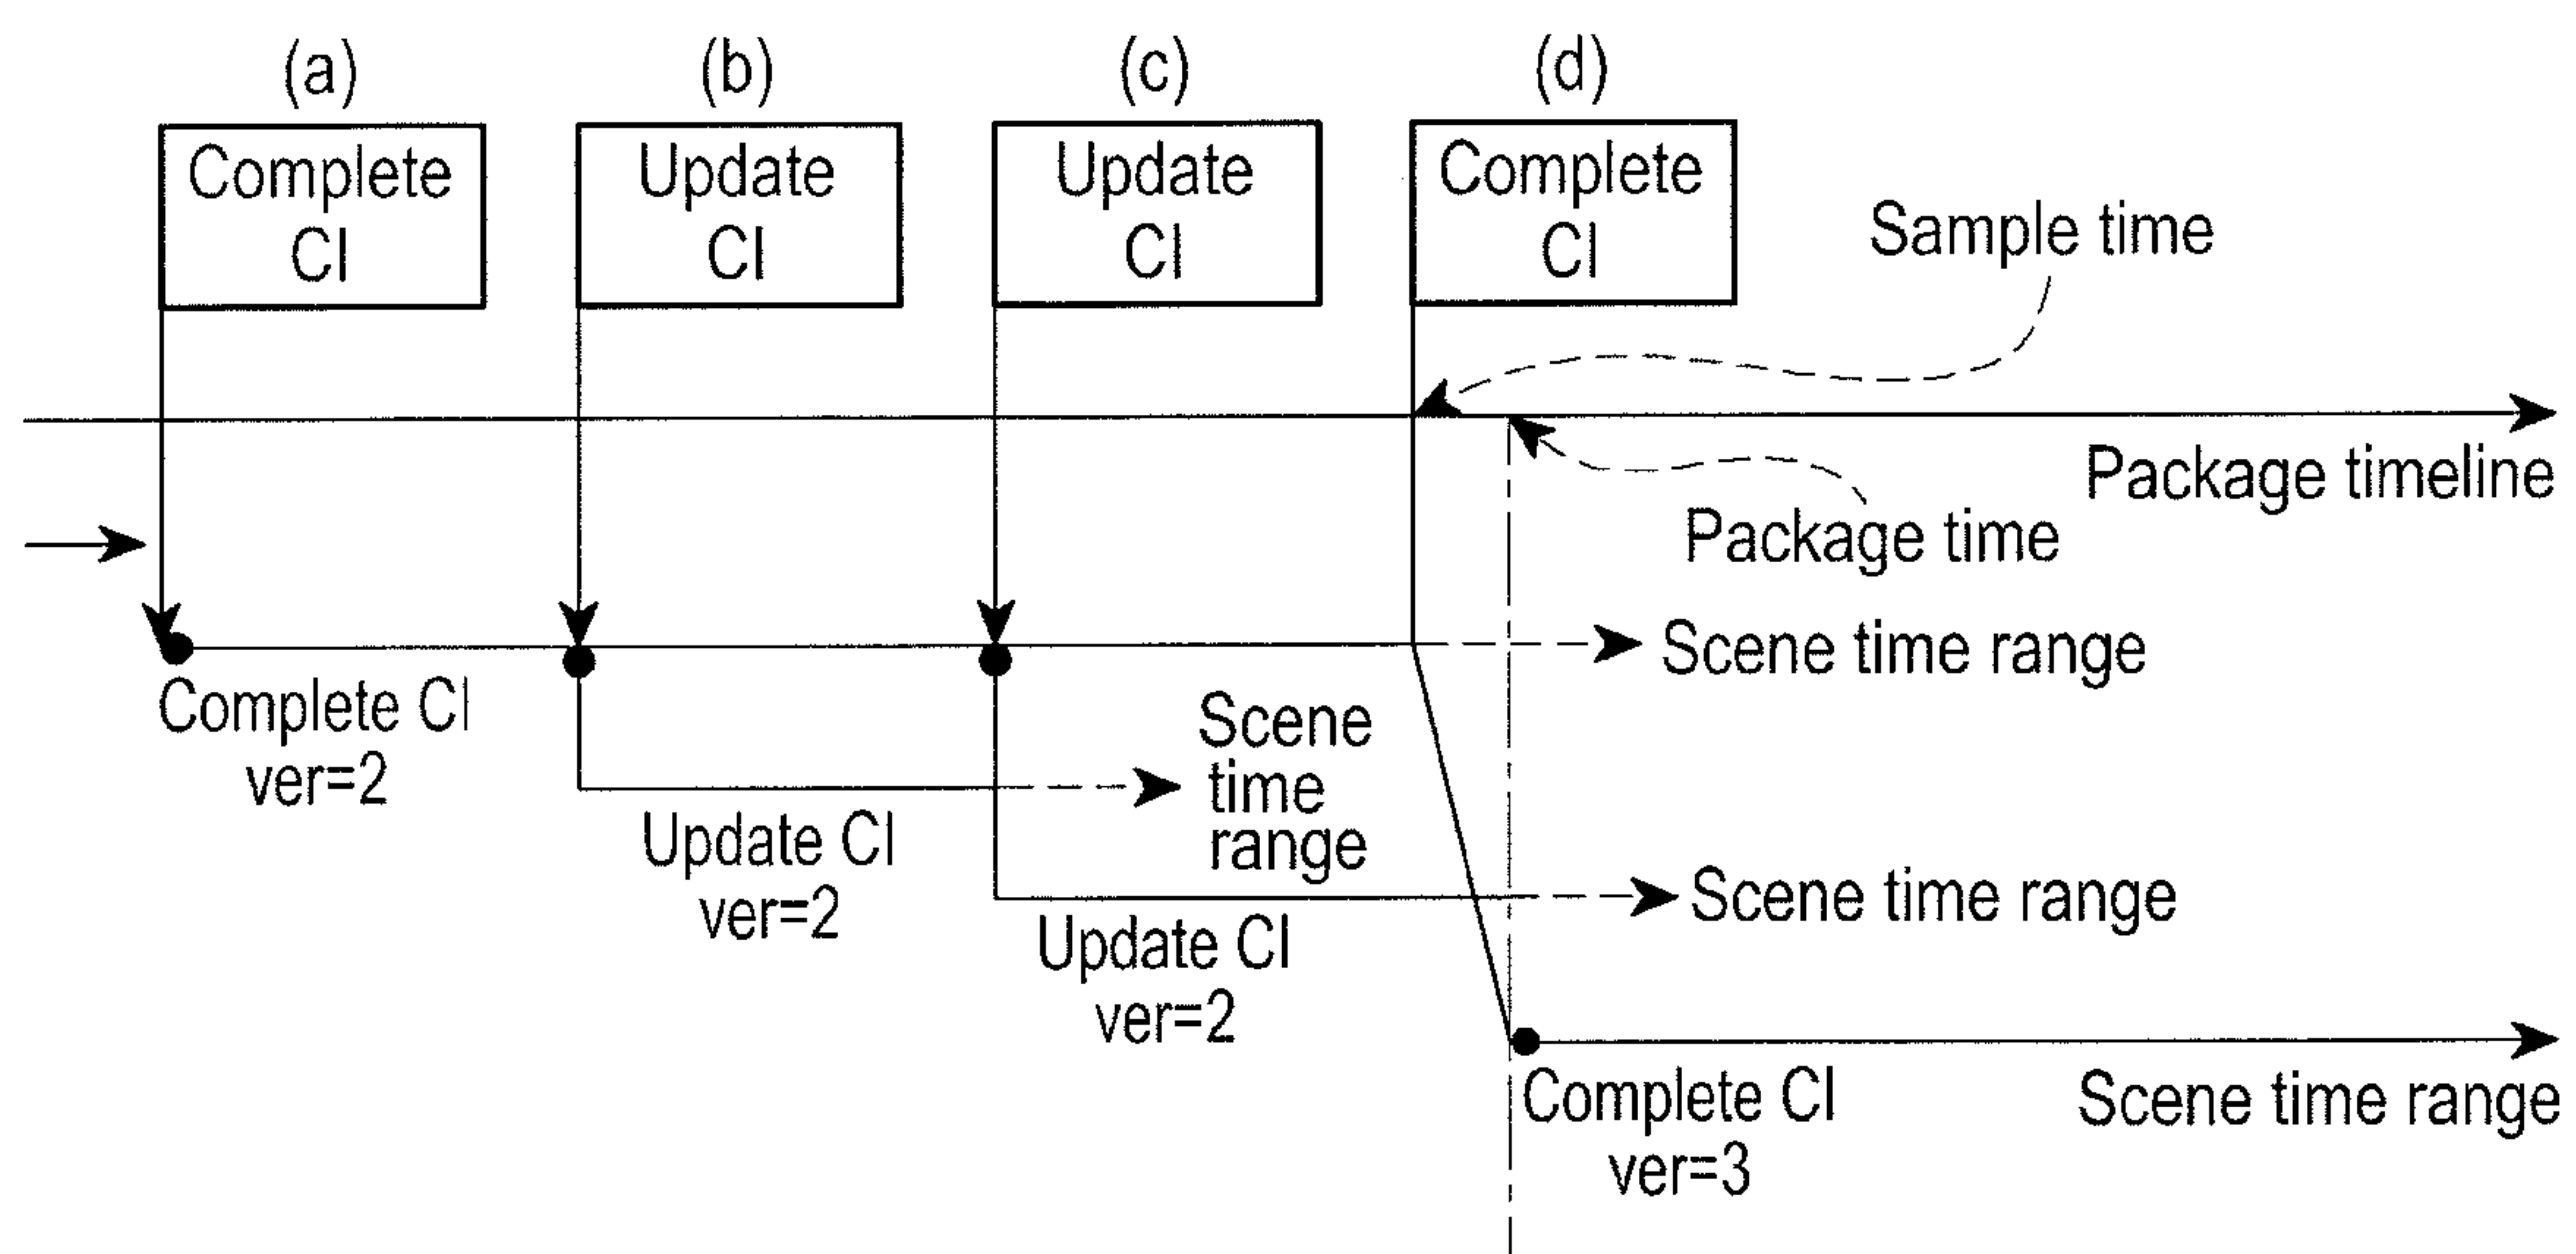 (a)
(b)
(c)
(d)
Complete
CI
Update
CI
Update
CI
Complete
CI
Sample time
Package timeline
Package time
Scene time range
Complete CI
ver=2
Scene
time
range
Update CI
ver=2
Scene time range
Update CI
ver=2
Complete CI
ver=3
Scene time range